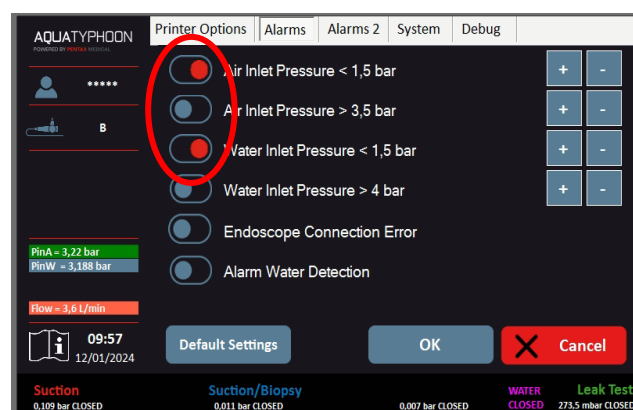 AQUATYPHOON
POWERED BY PENTAX MEDICAL
Printer Options Alarms Alarms 2 System Debug
*****
B
Air Inlet Pressure < 1,5 bar + -
Air Inlet Pressure > 3,5 bar + -
Water Inlet Pressure < 1,5 bar + -
Water Inlet Pressure > 4 bar + -
Endoscope Connection Error
Alarm Water Detection
PinA = 3,22 bar
PinW = 3,188 bar
Flow = 3,6 L/min
i 09:57
12/01/2024
Default Settings OK Cancel
Suction Suction/Biopsy WATER Leak Test
0,109 bar CLOSED 0,011 bar CLOSED 0,007 bar CLOSED CLOSED 273,5 mbar CLOSED